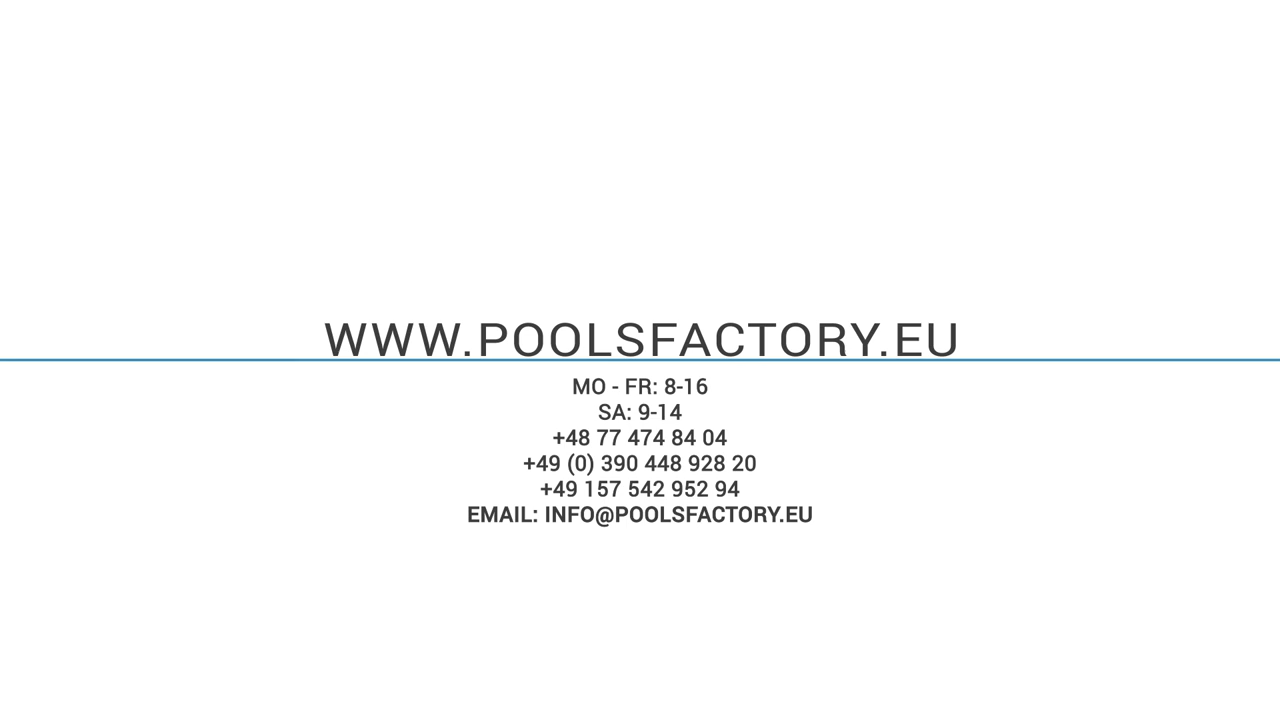 WWW.POOLSFACTORY.EU
MO - FR: 8-16
SA: 9-14
+48 77 474 84 04
+49 (0) 390 448 928 20
+49 157 542 952 94
EMAIL: INFO@POOLSFACTORY.EU